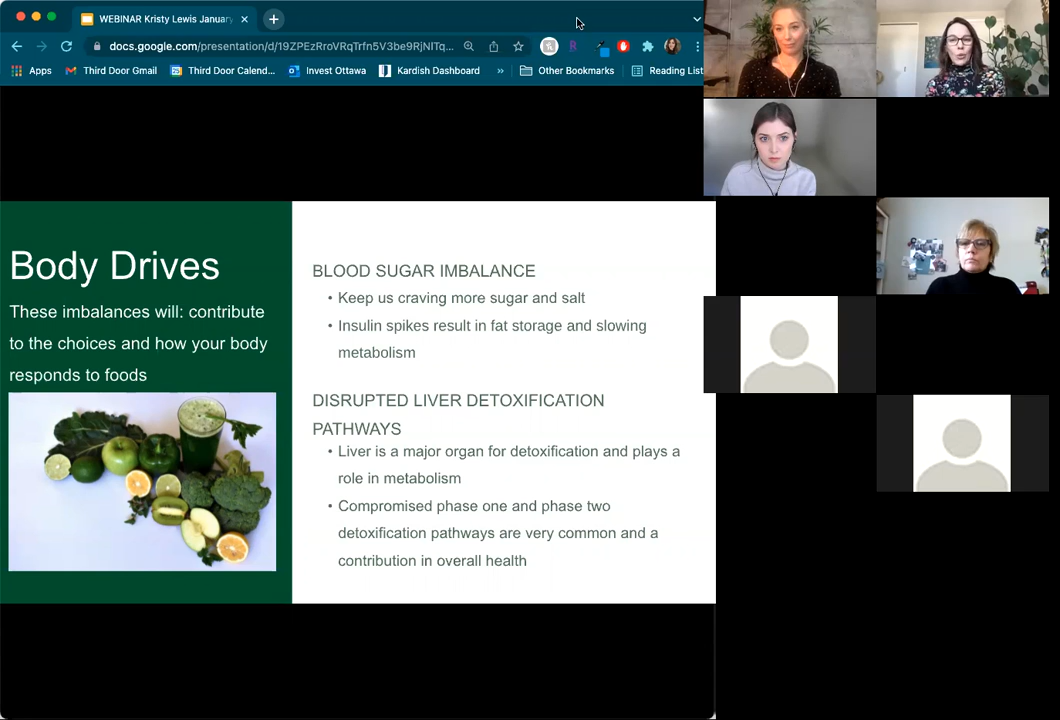 WEBINAR Kristy Lewis January
docs.google.com/presentation/d/19ZPEzRroVRqTrfn5V3be9RjNITq...
Apps Third Door Gmail Third Door Calend... Invest Ottawa Kardish Dashboard » Other Bookmarks Reading List
Body Drives
These imbalances will: contribute
to the choices and how your body
responds to foods
BLOOD SUGAR IMBALANCE
• Keep us craving more sugar and salt
• Insulin spikes result in fat storage and slowing
metabolism
DISRUPTED LIVER DETOXIFICATION
PATHWAYS
• Liver is a major organ for detoxification and plays a
role in metabolism
• Compromised phase one and phase two
detoxification pathways are very common and a
contribution in overall health